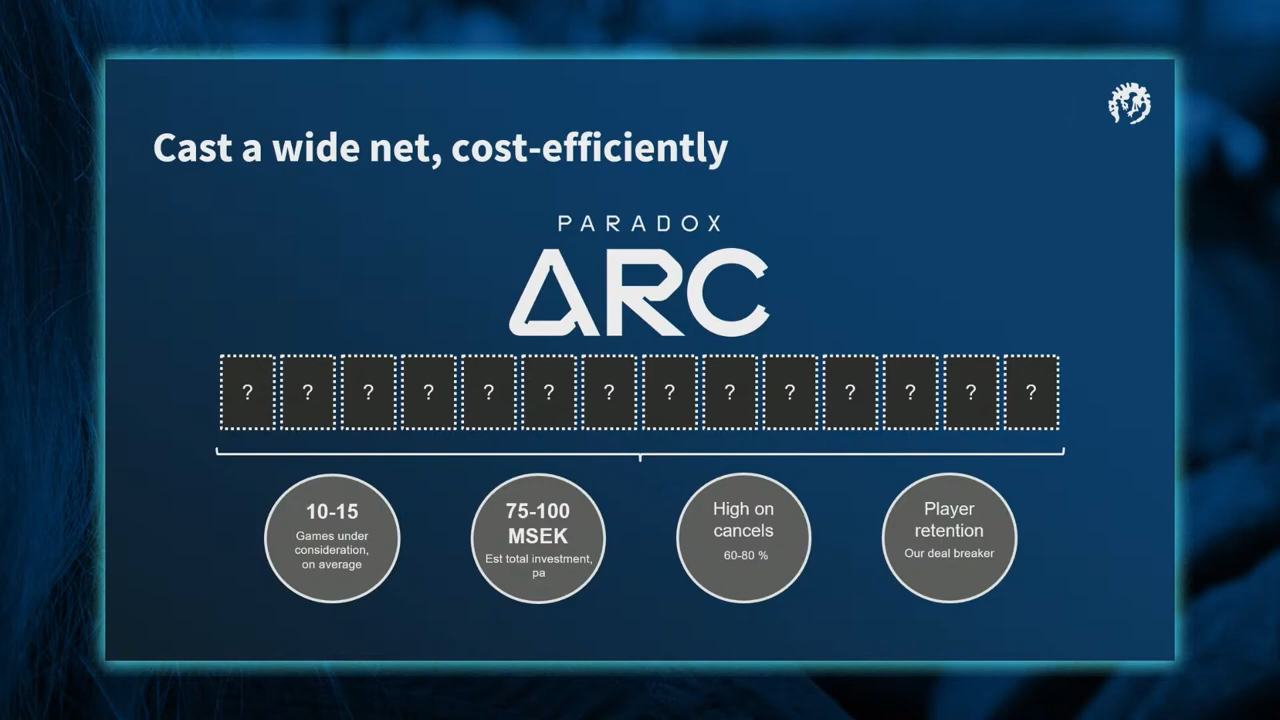 Cast a wide net, cost-efficiently
PARADOX
ARC
? ? ? ? ? ? ? ? ? ? ? ? ? ?
10-15
Games under
consideration,
on average
75-100
MSEK
Est total investment,
pa
High on
cancels
60-80 %
Player
retention
Our deal breaker